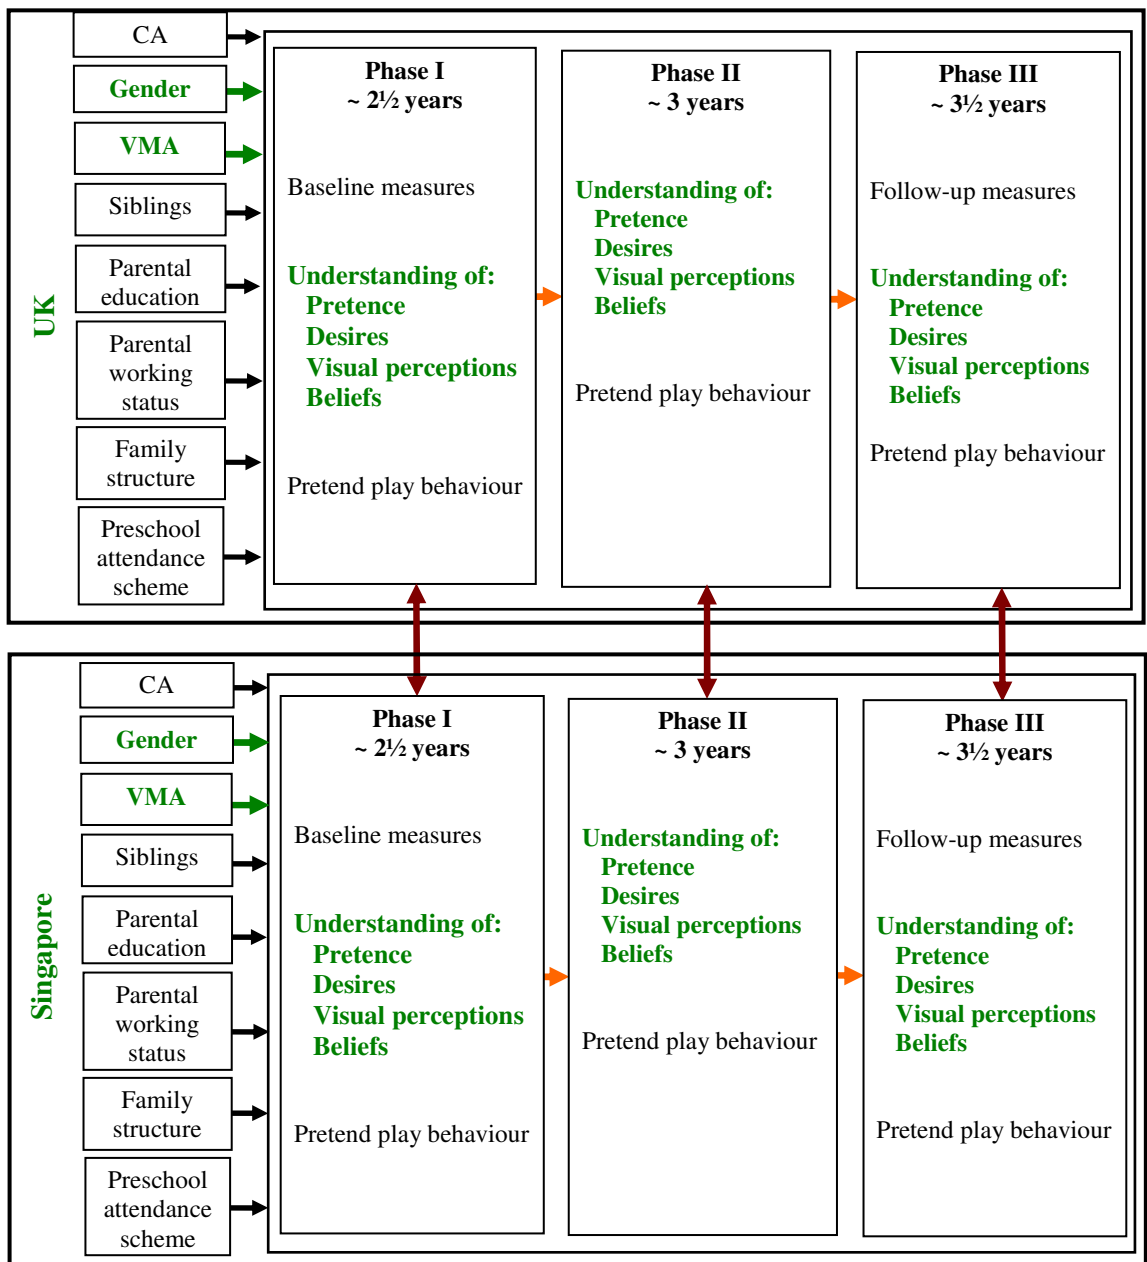 UK
CA
Gender
VMA
Siblings
Parental
education
Parental
working
status
Family
structure
Preschool
attendance
scheme
Phase I
~ 2½ years
Baseline measures
Understanding of:
Pretence
Desires
Visual perceptions
Beliefs
Pretend play behaviour
Phase II
~ 3 years
Understanding of:
Pretence
Desires
Visual perceptions
Beliefs
Pretend play behaviour
Phase III
~ 3½ years
Follow-up measures
Understanding of:
Pretence
Desires
Visual perceptions
Beliefs
Pretend play behaviour
Singapore
CA
Gender
VMA
Siblings
Parental
education
Parental
working
status
Family
structure
Preschool
attendance
scheme
Phase I
~ 2½ years
Baseline measures
Understanding of:
Pretence
Desires
Visual perceptions
Beliefs
Pretend play behaviour
Phase II
~ 3 years
Understanding of:
Pretence
Desires
Visual perceptions
Beliefs
Pretend play behaviour
Phase III
~ 3½ years
Follow-up measures
Understanding of:
Pretence
Desires
Visual perceptions
Beliefs
Pretend play behaviour